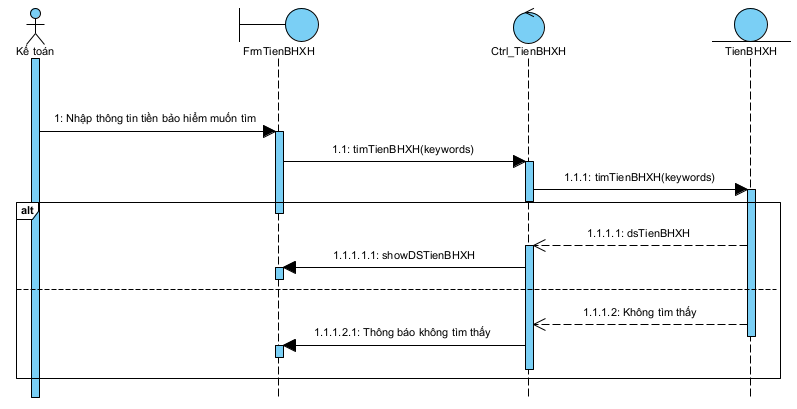 Kế toán
FrmTienBHXH
Ctrl_TienBHXH
TienBHXH
1: Nhập thông tin tiền bảo hiểm muốn tìm
1.1: timTienBHXH(keywords)
1.1.1: timTienBHXH(keywords)
alt
1.1.1.1: dsTienBHXH
1.1.1.1.1: showDSTienBHXH
1.1.1.2: Không tìm thấy
1.1.1.2.1: Thông báo không tìm thấy